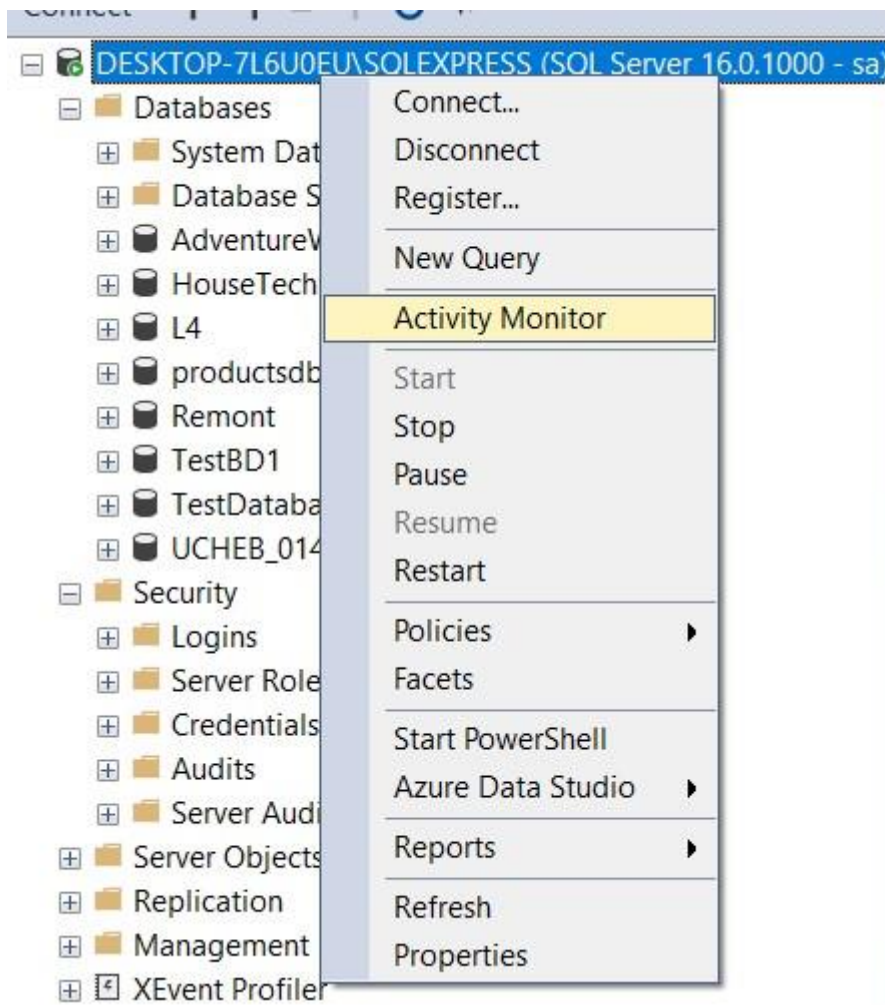 Connect
DESKTOP-7L6U0EU\SQLEXPRESS (SQL Server 16.0.1000 - sa)
Databases
System Dat
Database S
AdventureV
HouseTech
L4
productsdb
Remont
TestBD1
TestDataba
UCHEB_014
Security
Logins
Server Role
Credentials
Audits
Server Audi
Server Objects
Replication
Management
XEvent Profiler
Connect...
Disconnect
Register...
New Query
Activity Monitor
Start
Stop
Pause
Resume
Restart
Policies
Facets
Start PowerShell
Azure Data Studio
Reports
Refresh
Properties